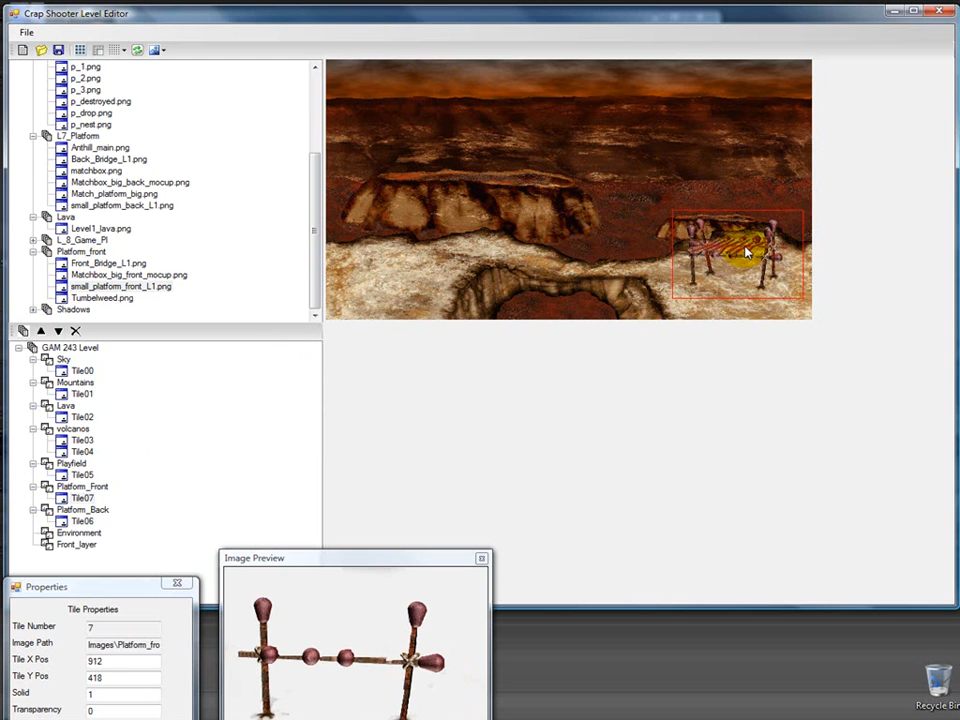 Crap Shooter Level Editor
File
p_1.png
p_2.png
p_3.png
p_destroyed.png
p_drop.png
p_nest.png
L7_Platform
Anthill_main.png
Back_Bridge_L1.png
matchbox.png
Matchbox_big_back_mocup.png
Match_platform_big.png
small_platform_back_L1.png
Lava
Level1_lava.png
L_8_Game_Pl
Platform_front
Front_Bridge_L1.png
Matchbox_big_front_mocup.png
small_platform_front_L1.png
Tumbelweed.png
Shadows
GAM 243 Level
Sky
Tile00
Mountains
Tile01
Lava
Tile02
volcanos
Tile03
Tile04
Playfield
Tile05
Platform_Front
Tile07
Platform_Back
Tile06
Environment
Front_layer
Image Preview
Properties
Tile Properties
Tile Number 7
Image Path Images\Platform_fro
Tile X Pos 912
Tile Y Pos 418
Solid 1
Transparency 0
Recycle Bin